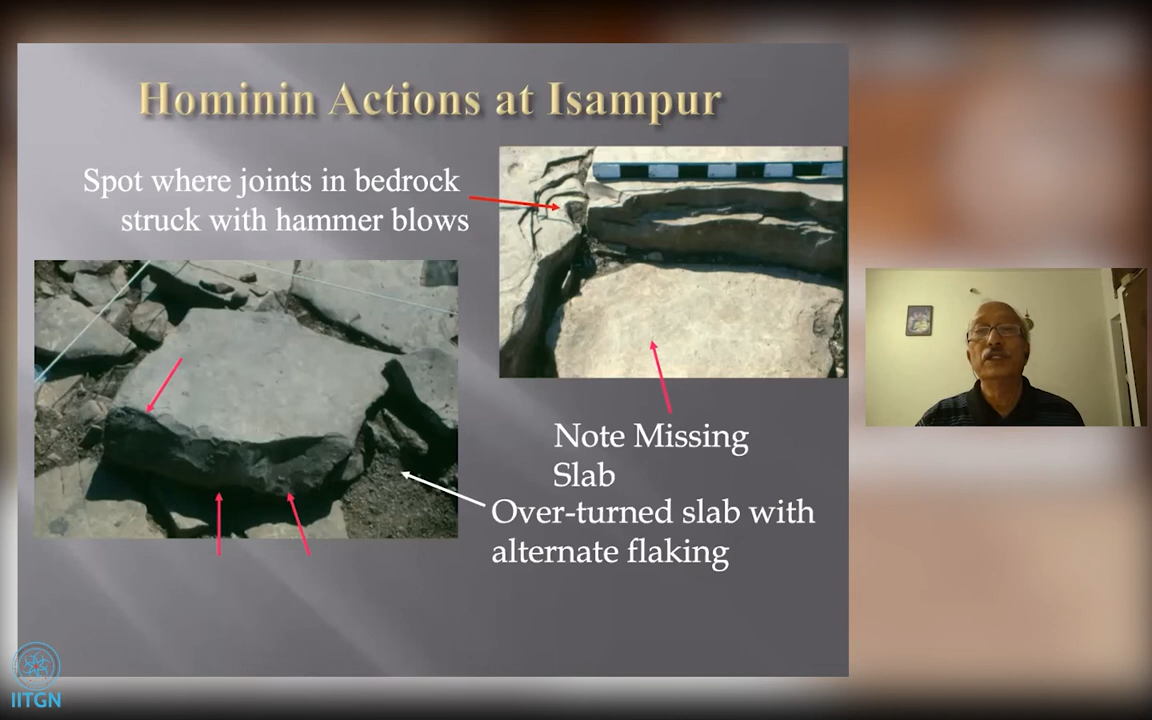 Hominin Actions at Isampur
Spot where joints in bedrock
struck with hammer blows
Note Missing
Slab
Over-turned slab with
alternate flaking
IITGN